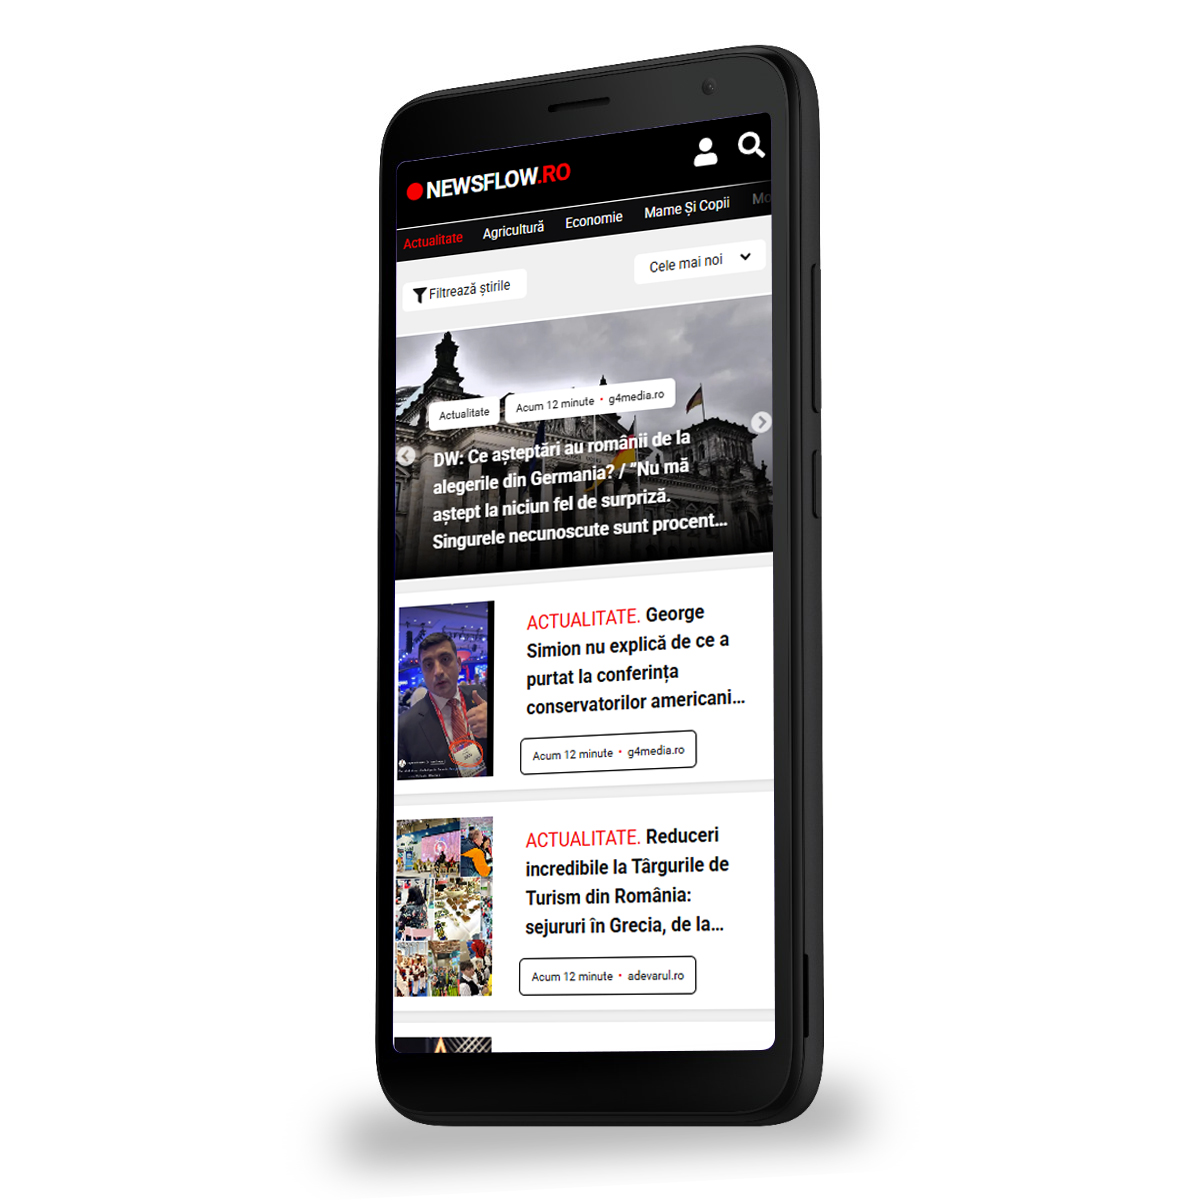 NEWSFLOW.RO
Actualitate Agricultură Economie Mame Și Copii Mo
Filtrează știrile Cele mai noi
Actualitate Acum 12 minute • g4media.ro
DW: Ce așteptări au românii de la
alegerile din Germania? / ”Nu mă
aștept la niciun fel de surpriză.
Singurele necunoscute sunt procent...
ACTUALITATE. George
Simion nu explică de ce a
purtat la conferința
conservatorilor americani...
Acum 12 minute • g4media.ro
ACTUALITATE. Reduceri
incredibile la Târgurile de
Turism din România:
sejururi în Grecia, de la...
Acum 12 minute • adevarul.ro